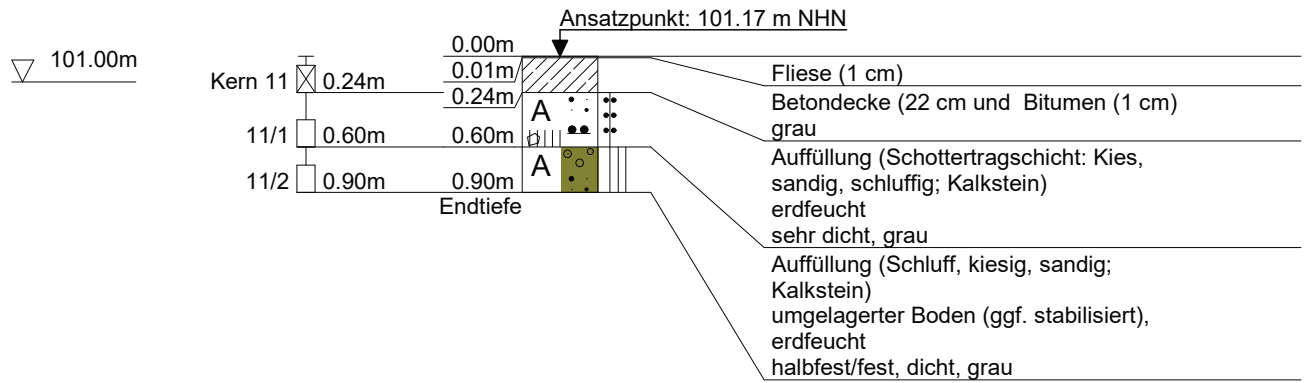 Ansatzpunkt: 101.17 m NHN
101.00m
0.00m
0.01m
Kern 11 0.24m
0.24m
A
11/1 0.60m
0.60m
A
11/2 0.90m
0.90m
Endtiefe
Fliese (1 cm)
Betondecke (22 cm und Bitumen (1 cm)
grau
Auffüllung (Schottertragschicht: Kies,
sandig, schluffig; Kalkstein)
erdfeucht
sehr dicht, grau
Auffüllung (Schluff, kiesig, sandig;
Kalkstein)
umgelagerter Boden (ggf. stabilisiert),
erdfeucht
halbfest/fest, dicht, grau